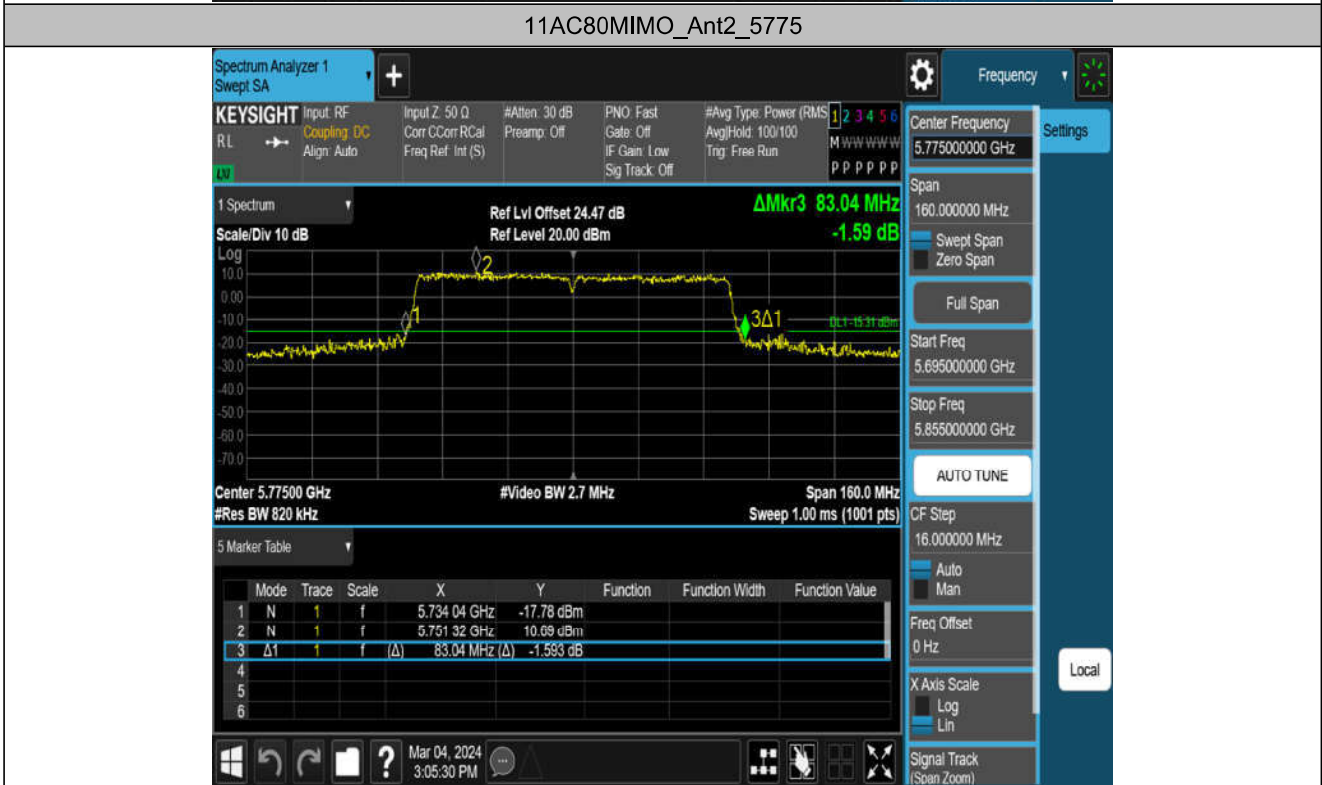 11AC80MIMO_Ant2_5775
Spectrum Analyzer 1
Swept SA
+
Frequency
KEYSIGHT
RL
LXI
Input: RF
Coupling: DC
Align: Auto
Input Z: 50 Ω
Corr CCorr RCal
Freq Ref: Int (S)
#Atten: 30 dB
Preamp: Off
PNO: Fast
Gate: Off
IF Gain: Low
Sig Track: Off
#Avg Type: Power (RMS
Avg|Hold: 100/100
Trig: Free Run
1 2 3 4 5 6
M W W W W W
P P P P P P
Center Frequency
5.775000000 GHz
Settings
Span
160.000000 MHz
Swept Span
Zero Span
Full Span
Start Freq
5.695000000 GHz
Stop Freq
5.855000000 GHz
AUTO TUNE
CF Step
16.000000 MHz
Auto
Man
Freq Offset
0 Hz
X Axis Scale
Log
Lin
Signal Track
(Span Zoom)
Local
1 Spectrum
Scale/Div 10 dB
Ref Lvl Offset 24.47 dB
Ref Level 20.00 dBm
ΔMkr3 83.04 MHz
-1.59 dB
Log
10.0
0.00
-10.0
-20.0
-30.0
-40.0
-50.0
-60.0
-70.0
1
2
3Δ1
DL1 -15.31 dBm
Center 5.77500 GHz
#Res BW 820 kHz
#Video BW 2.7 MHz
Span 160.0 MHz
Sweep 1.00 ms (1001 pts)
5 Marker Table
Mode Trace Scale X Y Function Function Width Function Value
1 N 1 f 5.734 04 GHz -17.78 dBm
2 N 1 f 5.751 32 GHz 10.69 dBm
3 Δ1 1 f (Δ) 83.04 MHz (Δ) -1.593 dB
4
5
6
?
Mar 04, 2024
3:05:30 PM